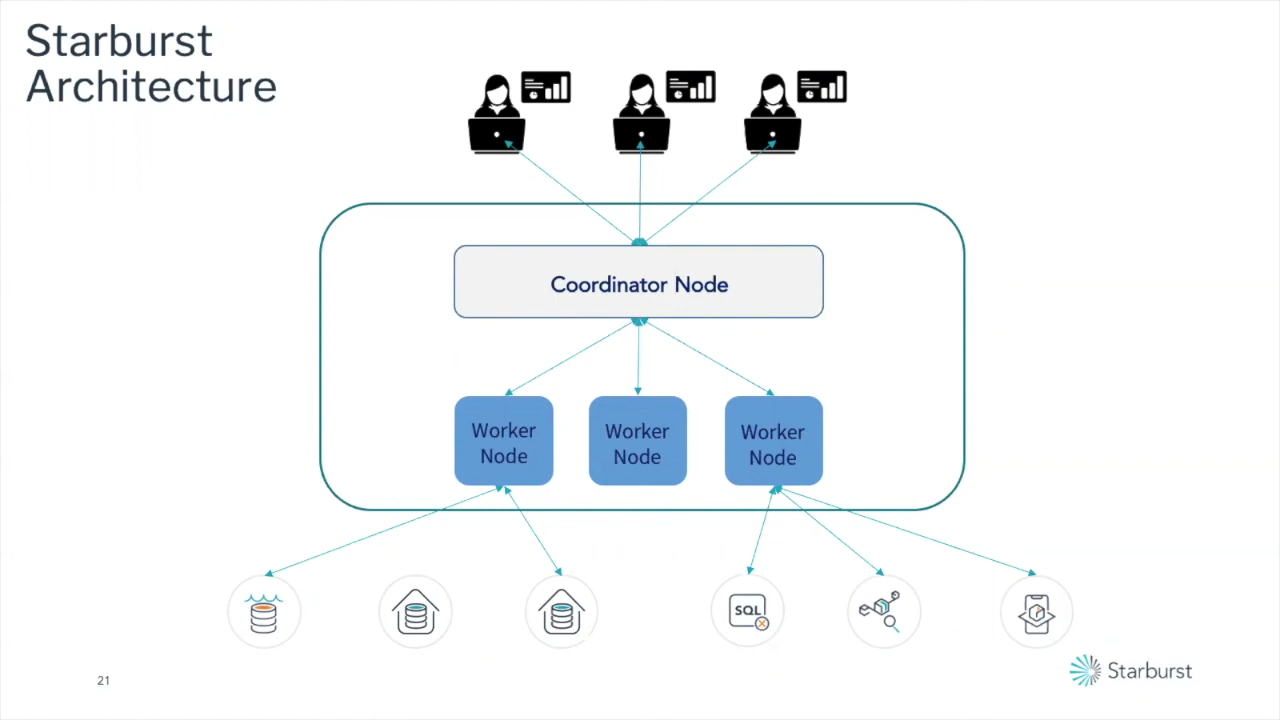 Starburst
Architecture
Coordinator Node
Worker
Node
Worker
Node
Worker
Node
SQL
21
Starburst